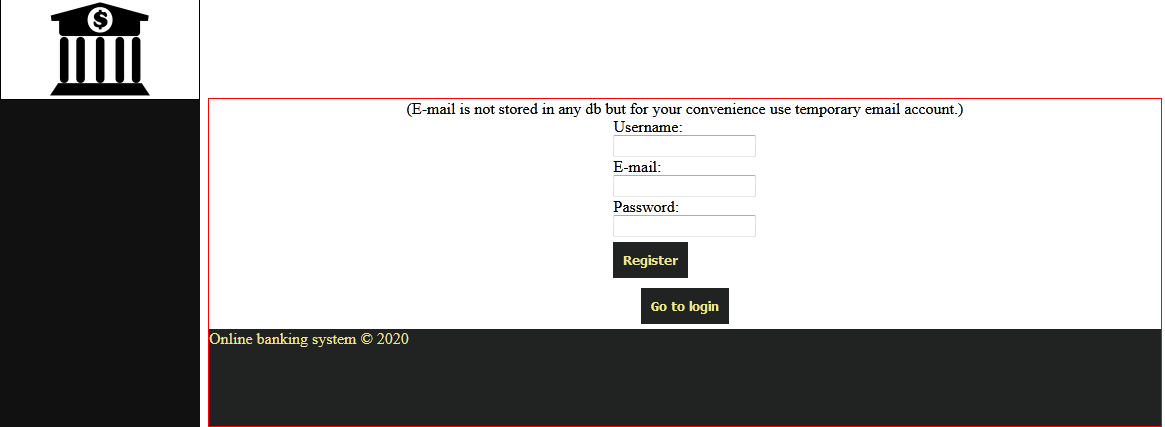 $
(E-mail is not stored in any db but for your convenience use temporary email account.)
Username:
E-mail:
Password:
Register
Go to login
Online banking system © 2020